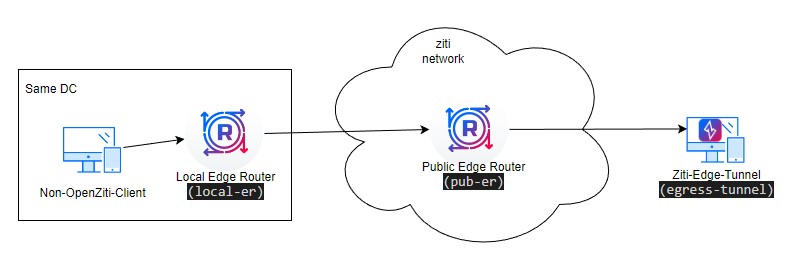 ziti
network
Same DC
R
R
Non-OpenZiti-Client
Local Edge Router
(local-er)
Public Edge Router
(pub-er)
Ziti-Edge-Tunnel
(egress-tunnel)